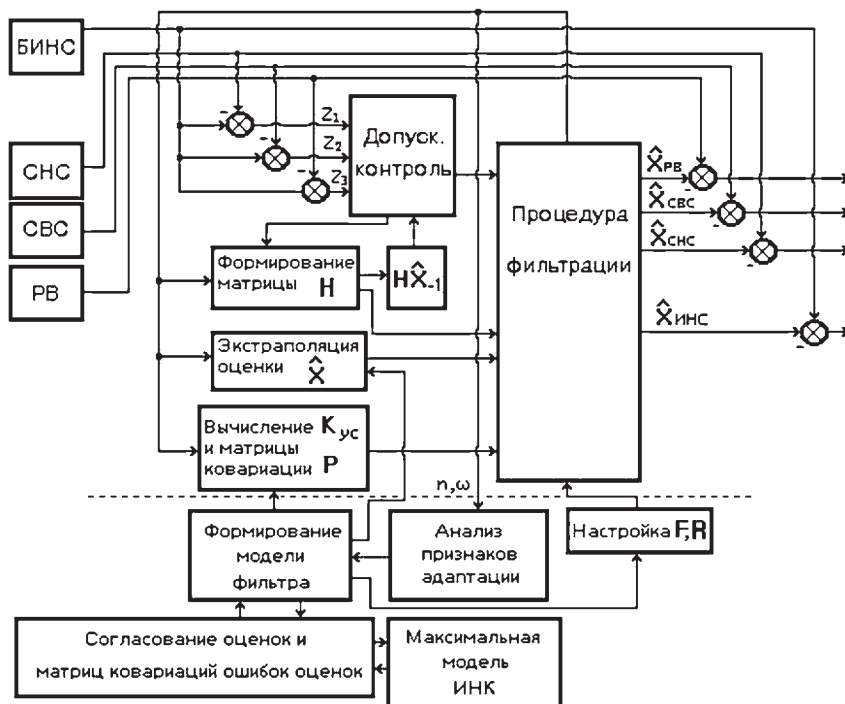 БИНС
СНС
СВС
РВ
Z₁
Z₂
Z₃
Допуск.
контроль
Процедура
фильтрации
X̂РВ
X̂СВС
X̂СНС
X̂ИНС
Формирование
матрицы H
HX̂-1
Экстраполяция
оценки X̂
Вычисление Kус
и матрицы
ковариации P
n,ω
Формирование
модели
фильтра
Анализ
признаков
адаптации
Настройка F,R
Согласование оценок и
матриц ковариаций ошибок оценок
Максимальная
модель
ИНК